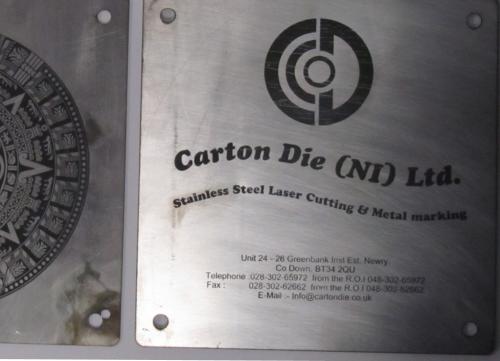 Carton Die (NI) Ltd.
Stainless Steel Laser Cutting & Metal marking
Unit 24 - 26 Greenbank Inst Est. Newry
Co Down, BT34 2QU
Telephone :028-302-65972 from the R.O.I 048-302-65972
Fax : 028-302-62662 from the R.O.I 048-302-62662
E-Mail :- Info@cartondie.co.uk